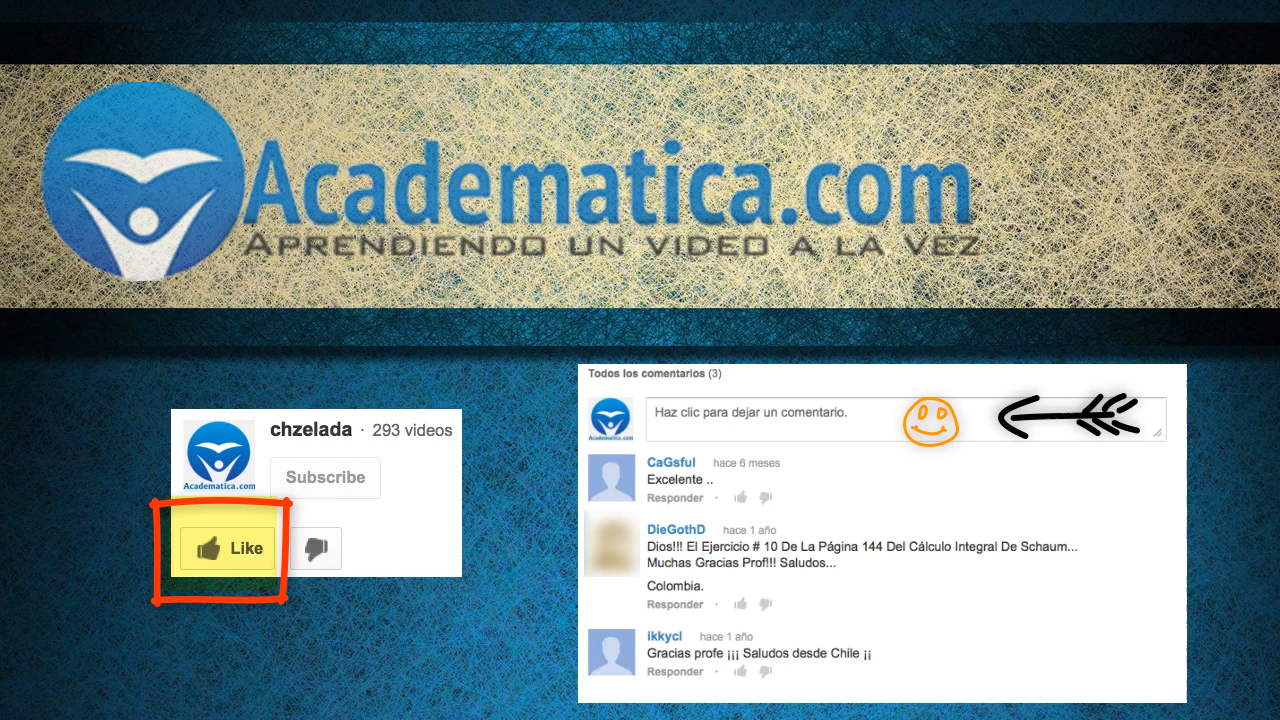 Academatica.com
APRENDIENDO UN VIDEO A LA VEZ
chzelada · 293 videos
Academatica.com
Subscribe
Like
Todos los comentarios (3)
Academatica.com
Haz clic para dejar un comentario.
CaGsful hace 6 meses
Excelente ..
Responder ·
DieGothD hace 1 año
Dios!!! El Ejercicio # 10 De La Página 144 Del Cálculo Integral De Schaum...
Muchas Gracias Prof!!! Saludos...
Colombia.
Responder ·
ikkycl hace 1 año
Gracias profe ¡¡¡ Saludos desde Chile ¡¡
Responder ·